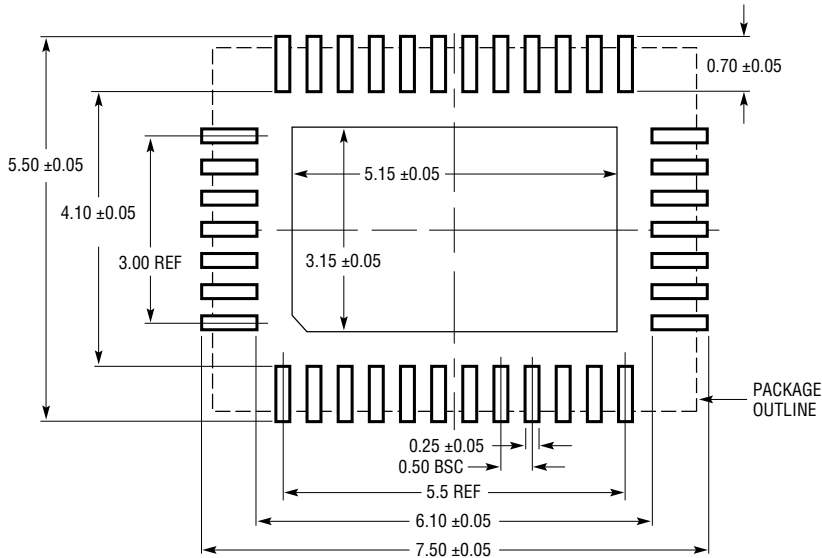 0.70 ±0.05
5.50 ±0.05
5.15 ±0.05
4.10 ±0.05
3.00 REF
3.15 ±0.05
PACKAGE
OUTLINE
0.25 ±0.05
0.50 BSC
5.5 REF
6.10 ±0.05
7.50 ±0.05